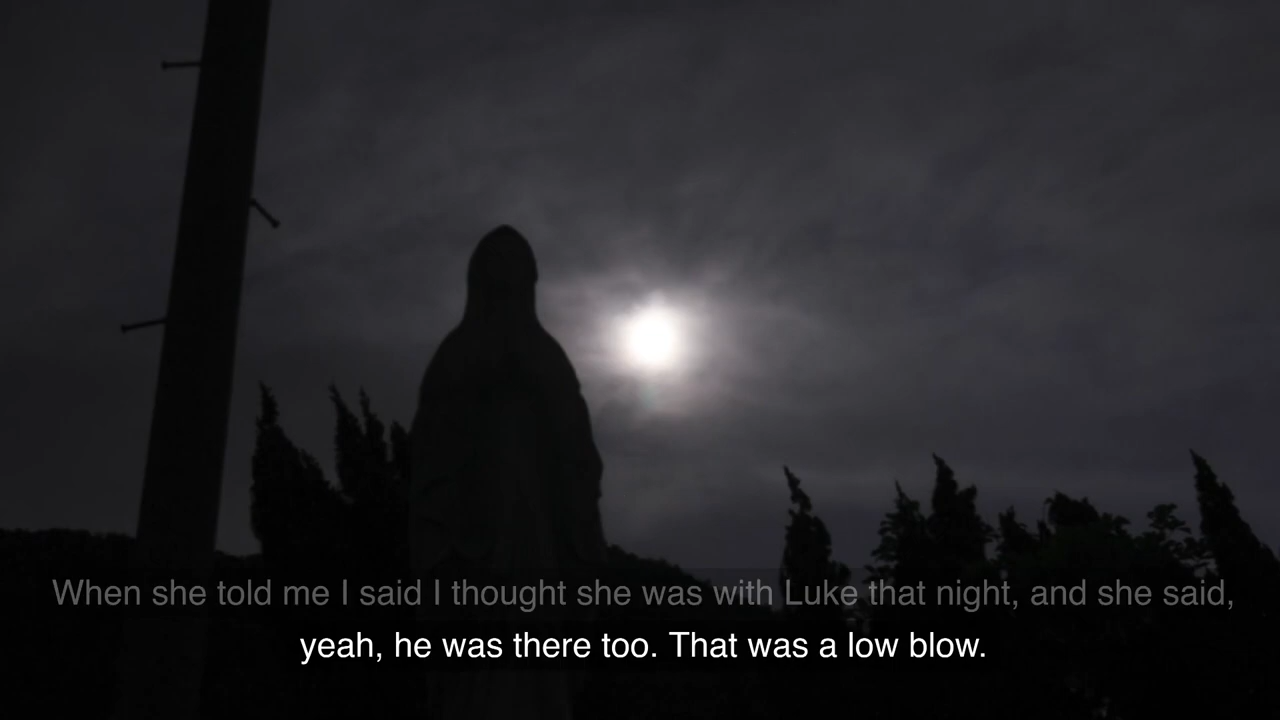 When she told me I said I thought she was with Luke that night, and she said,
yeah, he was there too. That was a low blow.